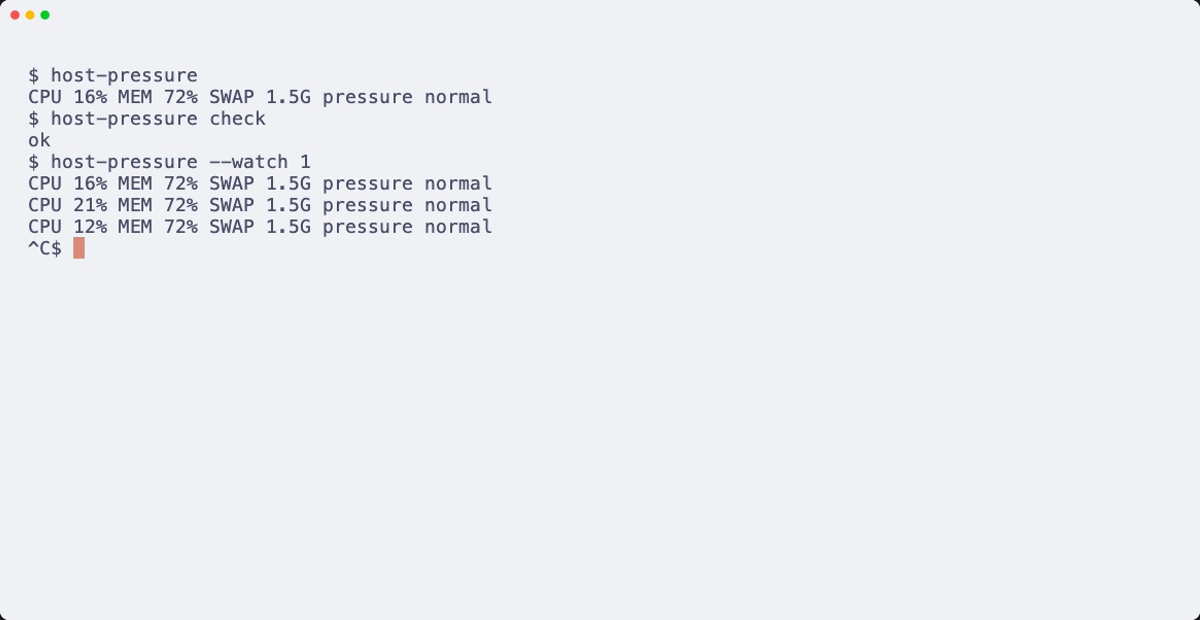 $ host-pressure
CPU 16% MEM 72% SWAP 1.5G pressure normal
$ host-pressure check
ok
$ host-pressure --watch 1
CPU 16% MEM 72% SWAP 1.5G pressure normal
CPU 21% MEM 72% SWAP 1.5G pressure normal
CPU 12% MEM 72% SWAP 1.5G pressure normal
^C$